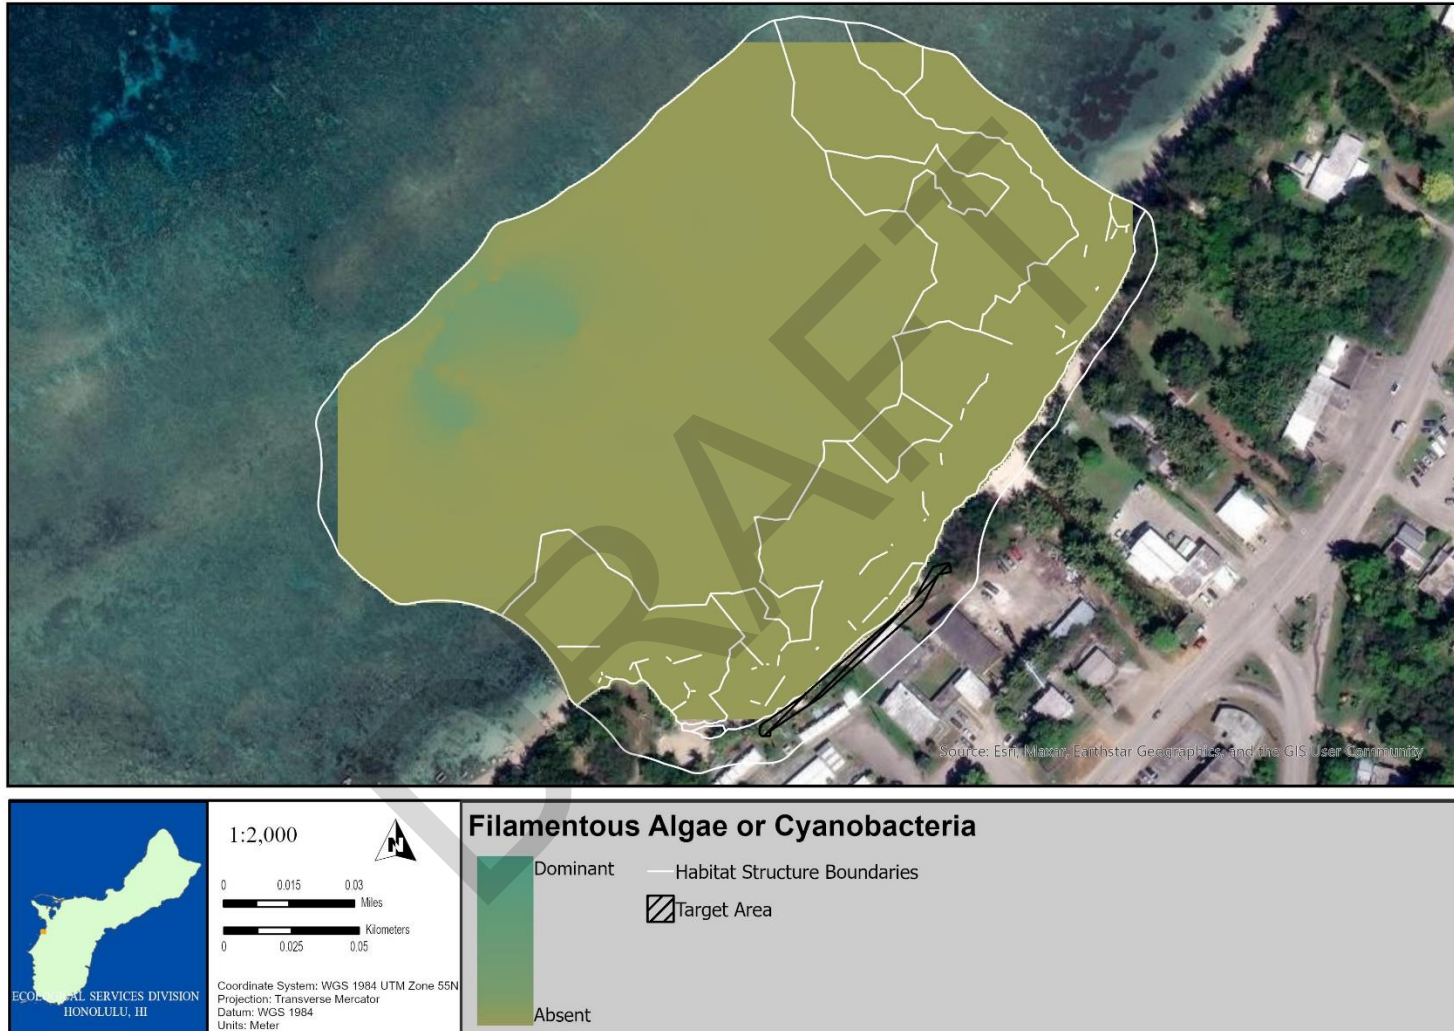 DRAFT
Source: Esri, Maxar, Earthstar Geographics, and the GIS User Community
ECOLOGICAL SERVICES DIVISION
HONOLULU, HI
1:2,000
N
0 0.015 0.03
Miles
Kilometers
0 0.025 0.05
Coordinate System: WGS 1984 UTM Zone 55N
Projection: Transverse Mercator
Datum: WGS 1984
Units: Meter
Filamentous Algae or Cyanobacteria
Dominant
Absent
Habitat Structure Boundaries
Target Area